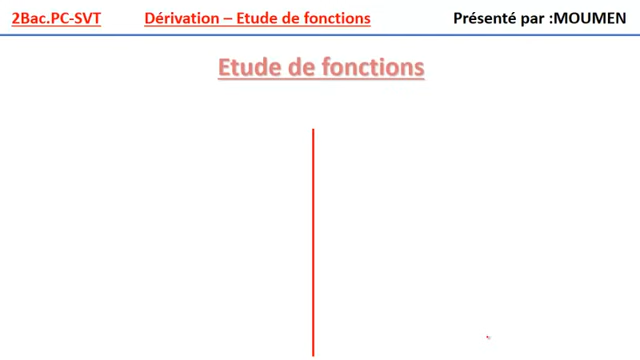 2Bac.PC-SVT Dérivation – Etude de fonctions Présenté par :MOUMEN
Etude de fonctions